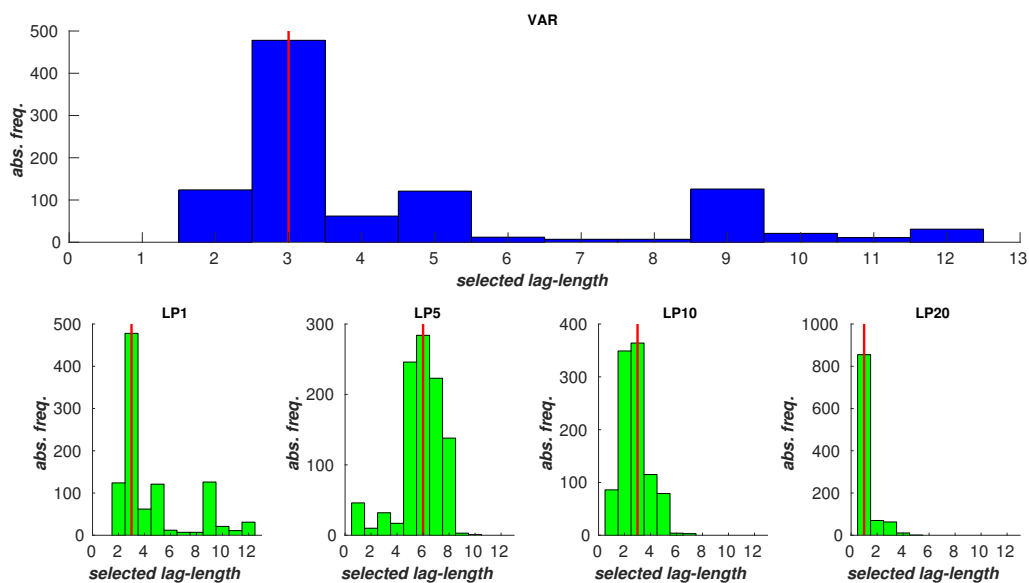 VAR
500
400
300
200
100
0
abs. freq.
0 1 2 3 4 5 6 7 8 9 10 11 12 13
selected lag-length
LP1
500
400
300
200
100
0
abs. freq.
0 2 4 6 8 10 12
selected lag-length
LP5
300
200
100
0
abs. freq.
0 2 4 6 8 10 12
selected lag-length
LP10
400
300
200
100
0
abs. freq.
0 2 4 6 8 10 12
selected lag-length
LP20
1000
800
600
400
200
0
abs. freq.
0 2 4 6 8 10 12
selected lag-length